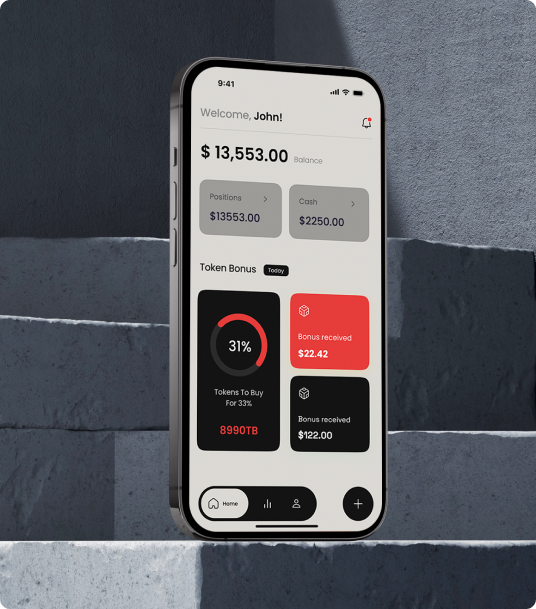 9:41
Welcome, John!
$ 13,553.00 Balance
Positions
$13553.00
Cash
$2250.00
Token Bonus Today
31%
Tokens To Buy
For 33%
8990TB
Bonus received
$22.42
Bonus received
$122.00
Home